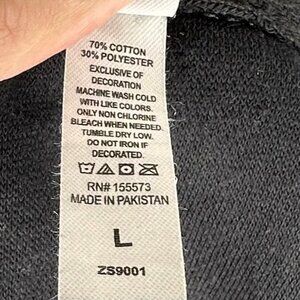 70% COTTON
30% POLYESTER
EXCLUSIVE OF
DECORATION
MACHINE WASH COLD
WITH LIKE COLORS.
ONLY NON CHLORINE
BLEACH WHEN NEEDED.
TUMBLE DRY LOW.
DO NOT IRON IF
DECORATED.
RN# 155573
MADE IN PAKISTAN
L
ZS9001